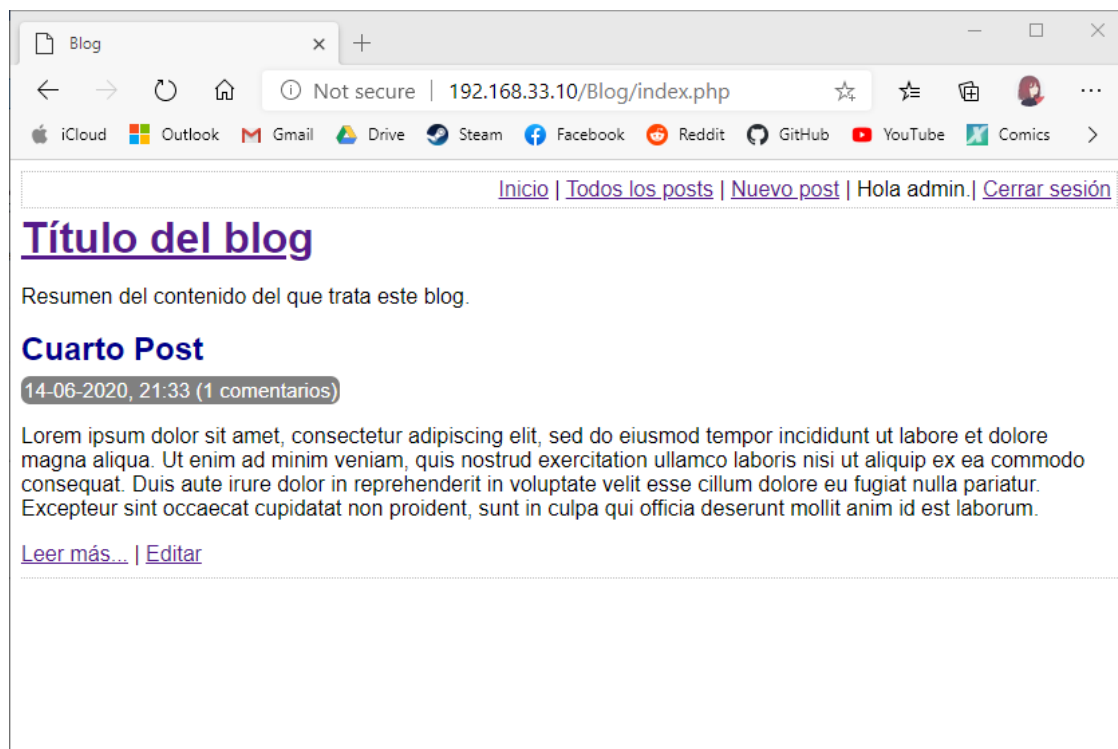 Blog
Not secure | 192.168.33.10/Blog/index.php
iCloud Outlook Gmail Drive Steam Facebook Reddit GitHub YouTube Comics
Inicio | Todos los posts | Nuevo post | Hola admin.| Cerrar sesión
Título del blog
Resumen del contenido del que trata este blog.
Cuarto Post
14-06-2020, 21:33 (1 comentarios)
Lorem ipsum dolor sit amet, consectetur adipiscing elit, sed do eiusmod tempor incididunt ut labore et dolore
magna aliqua. Ut enim ad minim veniam, quis nostrud exercitation ullamco laboris nisi ut aliquip ex ea commodo
consequat. Duis aute irure dolor in reprehenderit in voluptate velit esse cillum dolore eu fugiat nulla pariatur.
Excepteur sint occaecat cupidatat non proident, sunt in culpa qui officia deserunt mollit anim id est laborum.
Leer más... | Editar